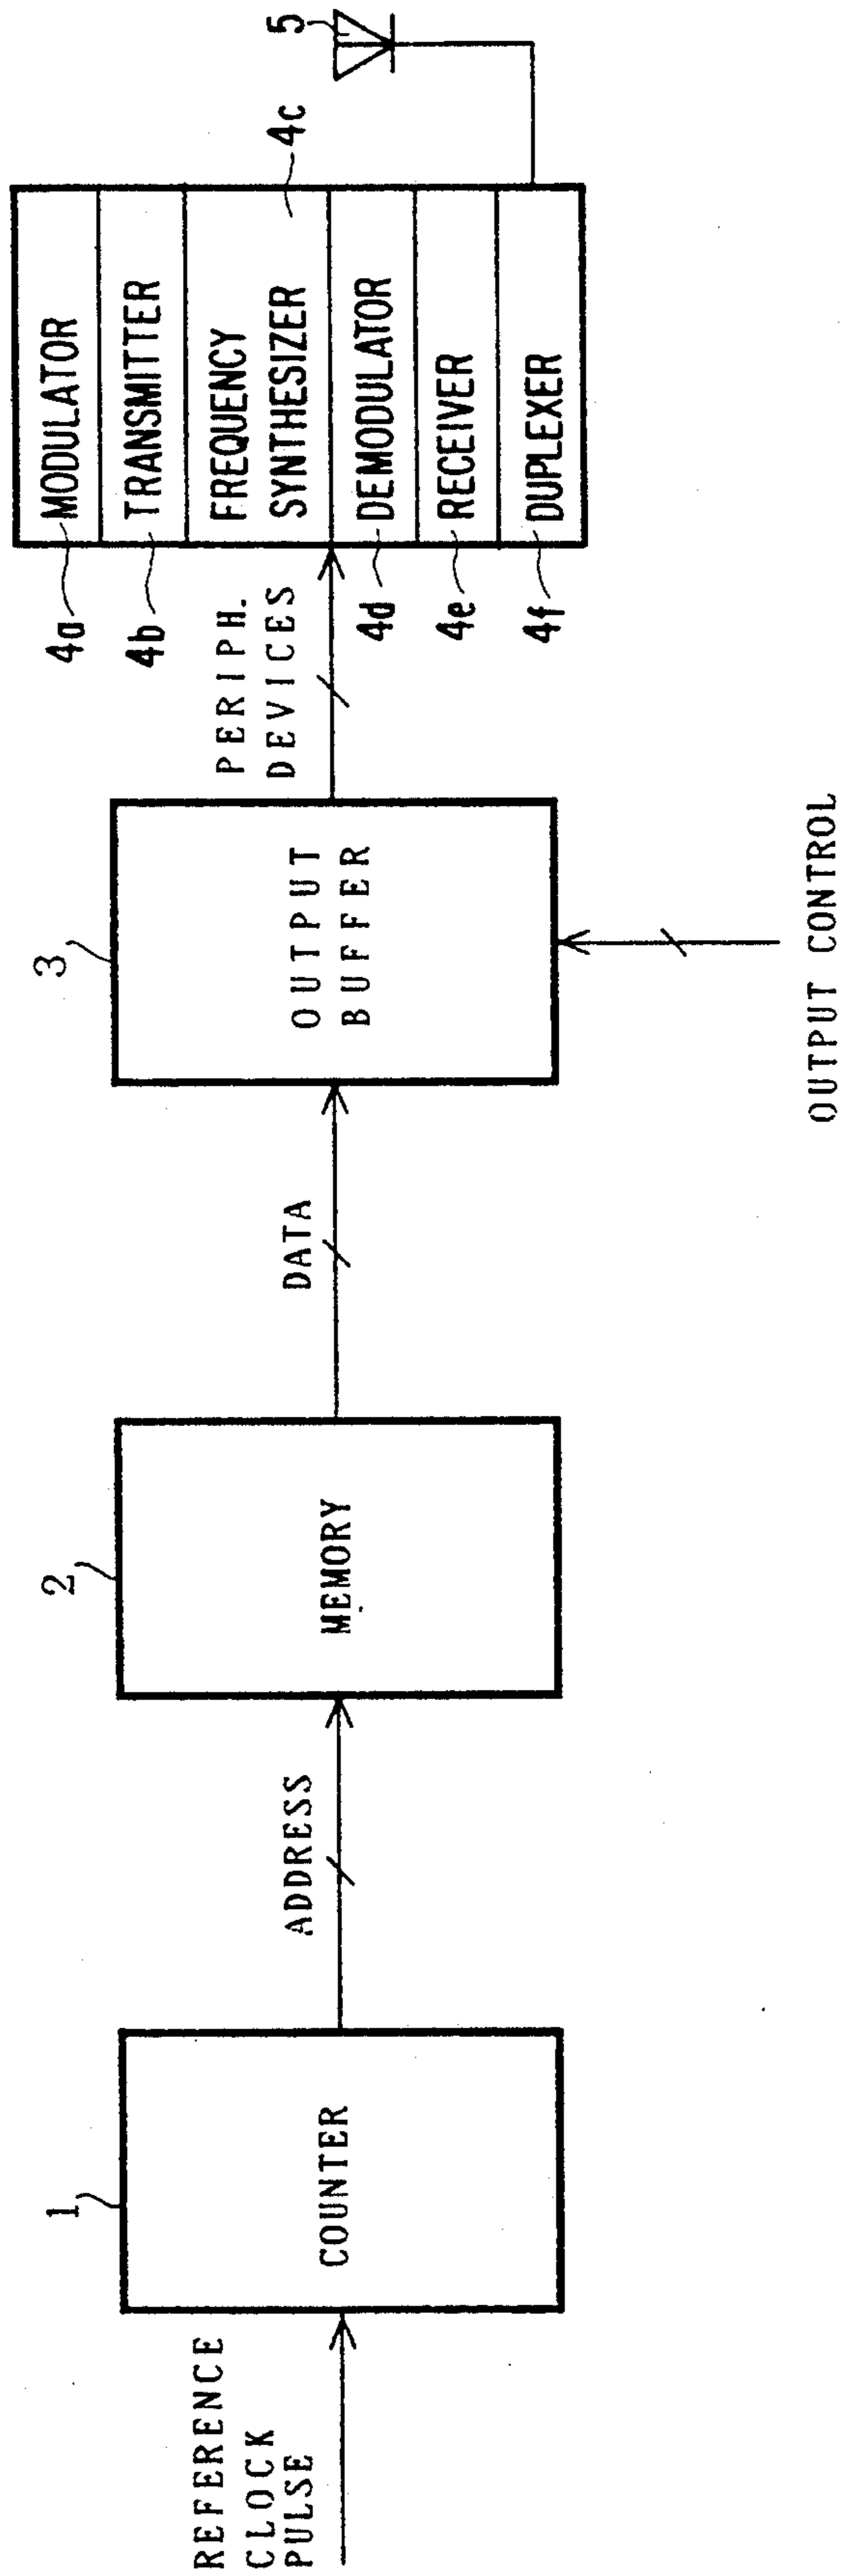 REFERENCE
CLOCK
PULSE
1
COUNTER
ADDRESS
2
MEMORY
DATA
3
OUTPUT
BUFFER
OUTPUT CONTROL
PERIPH.
DEVICES
4a
MODULATOR
4b
TRANSMITTER
FREQUENCY
SYNTHESIZER
4c
4d
DEMODULATOR
4e
RECEIVER
4f
DUPLEXER
5